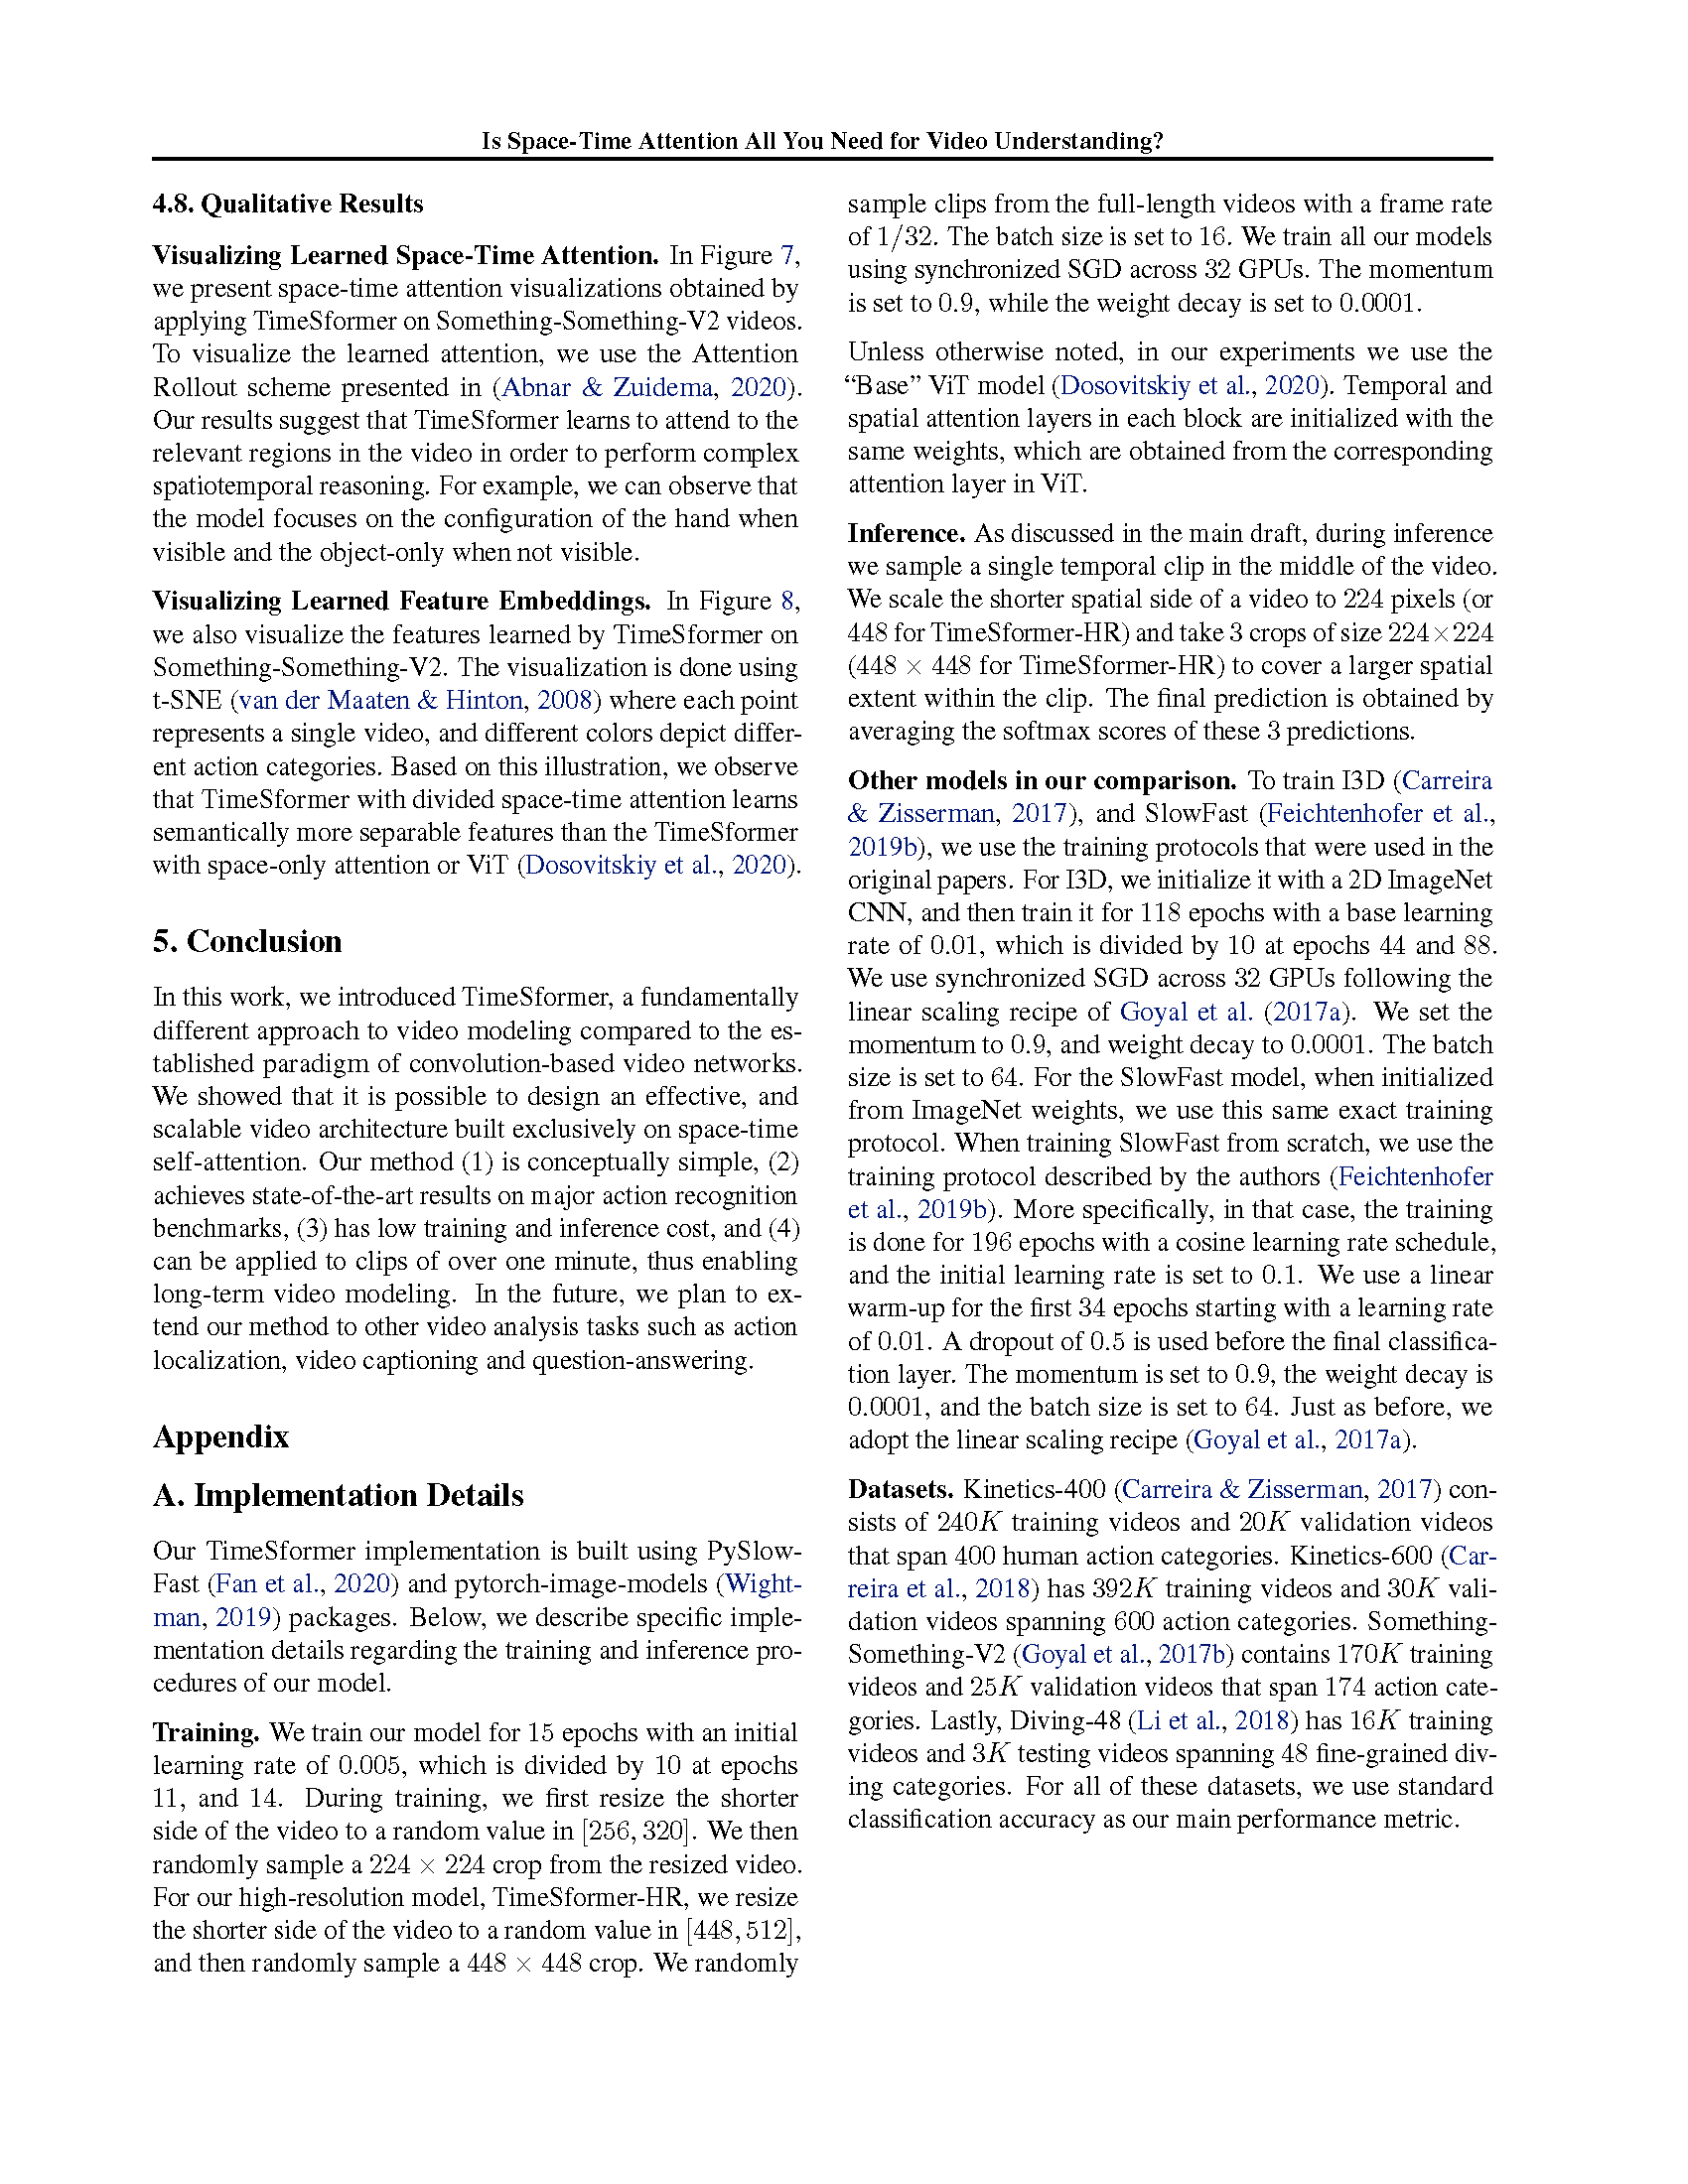 Is Space-Time Attention All You Need for Video Understanding?
4.8. Qualitative Results
Visualizing Learned Space-Time Attention. In Figure 7,
we present space-time attention visualizations obtained by
applying TimeSformer on Something-Something-V2 videos.
To visualize the learned attention, we use the Attention
Rollout scheme presented in (Abnar & Zuidema, 2020).
Our results suggest that TimeSformer learns to attend to the
relevant regions in the video in order to perform complex
spatiotemporal reasoning. For example, we can observe that
the model focuses on the configuration of the hand when
visible and the object-only when not visible.
Visualizing Learned Feature Embeddings. In Figure 8,
we also visualize the features learned by TimeSformer on
Something-Something-V2. The visualization is done using
t-SNE (van der Maaten & Hinton, 2008) where each point
represents a single video, and different colors depict differ-
ent action categories. Based on this illustration, we observe
that TimeSformer with divided space-time attention learns
semantically more separable features than the TimeSformer
with space-only attention or ViT (Dosovitskiy et al., 2020).
5. Conclusion
In this work, we introduced TimeSformer, a fundamentally
different approach to video modeling compared to the es-
tablished paradigm of convolution-based video networks.
We showed that it is possible to design an effective, and
scalable video architecture built exclusively on space-time
self-attention. Our method (1) is conceptually simple, (2)
achieves state-of-the-art results on major action recognition
benchmarks, (3) has low training and inference cost, and (4)
can be applied to clips of over one minute, thus enabling
long-term video modeling. In the future, we plan to ex-
tend our method to other video analysis tasks such as action
localization, video captioning and question-answering.
Appendix
A. Implementation Details
Our TimeSformer implementation is built using PySlow-
Fast (Fan et al., 2020) and pytorch-image-models (Wight-
man, 2019) packages. Below, we describe specific imple-
mentation details regarding the training and inference pro-
cedures of our model.
Training. We train our model for 15 epochs with an initial
learning rate of 0.005, which is divided by 10 at epochs
11, and 14. During training, we first resize the shorter
side of the video to a random value in [256, 320]. We then
randomly sample a 224 × 224 crop from the resized video.
For our high-resolution model, TimeSformer-HR, we resize
the shorter side of the video to a random value in [448, 512],
and then randomly sample a 448 × 448 crop. We randomly
sample clips from the full-length videos with a frame rate
of 1/32. The batch size is set to 16. We train all our models
using synchronized SGD across 32 GPUs. The momentum
is set to 0.9, while the weight decay is set to 0.0001.
Unless otherwise noted, in our experiments we use the
“Base” ViT model (Dosovitskiy et al., 2020). Temporal and
spatial attention layers in each block are initialized with the
same weights, which are obtained from the corresponding
attention layer in ViT.
Inference. As discussed in the main draft, during inference
we sample a single temporal clip in the middle of the video.
We scale the shorter spatial side of a video to 224 pixels (or
448 for TimeSformer-HR) and take 3 crops of size 224×224
(448 × 448 for TimeSformer-HR) to cover a larger spatial
extent within the clip. The final prediction is obtained by
averaging the softmax scores of these 3 predictions.
Other models in our comparison. To train I3D (Carreira
& Zisserman, 2017), and SlowFast (Feichtenhofer et al.,
2019b), we use the training protocols that were used in the
original papers. For I3D, we initialize it with a 2D ImageNet
CNN, and then train it for 118 epochs with a base learning
rate of 0.01, which is divided by 10 at epochs 44 and 88.
We use synchronized SGD across 32 GPUs following the
linear scaling recipe of Goyal et al. (2017a). We set the
momentum to 0.9, and weight decay to 0.0001. The batch
size is set to 64. For the SlowFast model, when initialized
from ImageNet weights, we use this same exact training
protocol. When training SlowFast from scratch, we use the
training protocol described by the authors (Feichtenhofer
et al., 2019b). More specifically, in that case, the training
is done for 196 epochs with a cosine learning rate schedule,
and the initial learning rate is set to 0.1. We use a linear
warm-up for the first 34 epochs starting with a learning rate
of 0.01. A dropout of 0.5 is used before the final classifica-
tion layer. The momentum is set to 0.9, the weight decay is
0.0001, and the batch size is set to 64. Just as before, we
adopt the linear scaling recipe (Goyal et al., 2017a).
Datasets. Kinetics-400 (Carreira & Zisserman, 2017) con-
sists of 240K training videos and 20K validation videos
that span 400 human action categories. Kinetics-600 (Car-
reira et al., 2018) has 392K training videos and 30K vali-
dation videos spanning 600 action categories. Something-
Something-V2 (Goyal et al., 2017b) contains 170K training
videos and 25K validation videos that span 174 action cate-
gories. Lastly, Diving-48 (Li et al., 2018) has 16K training
videos and 3K testing videos spanning 48 fine-grained div-
ing categories. For all of these datasets, we use standard
classification accuracy as our main performance metric.